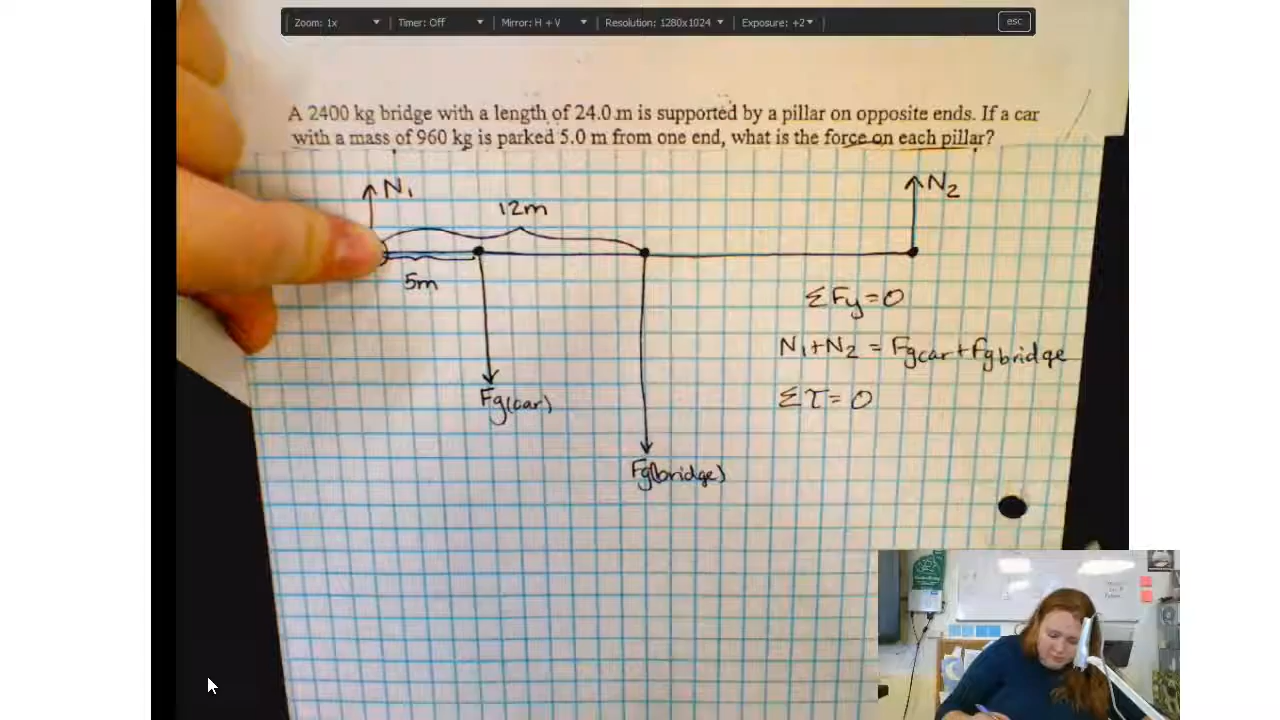 Zoom: 1x Timer: Off Mirror: H + V Resolution: 1280x1024 Exposure: +2 esc
A 2400 kg bridge with a length of 24.0 m is supported by a pillar on opposite ends. If a car
with a mass of 960 kg is parked 5.0 m from one end, what is the force on each pillar?
N₁ N₂
12m
5m
ΣFy=0
N₁+N₂ = Fgcar+Fgbridge
Στ=0
Fg(car)
Fg(bridge)